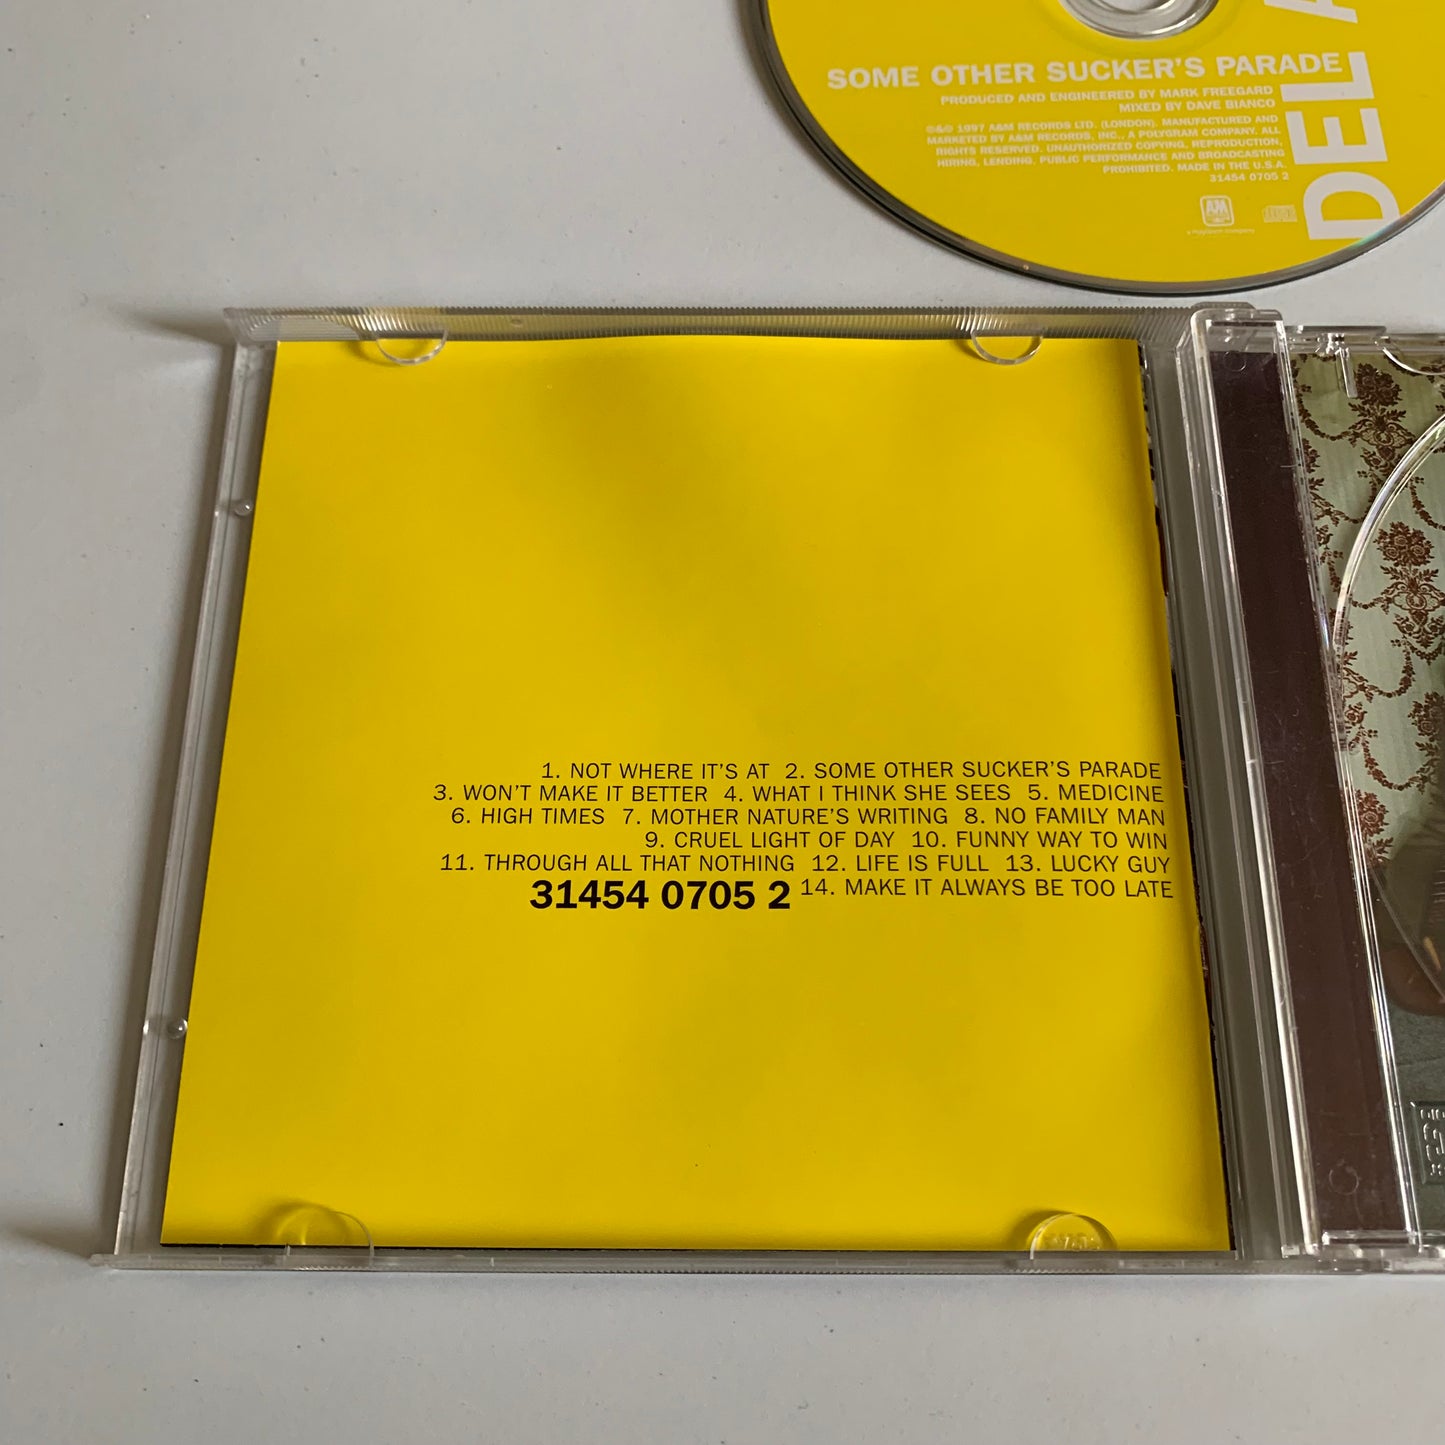 SOME OTHER SUCKER'S PARADE
PRODUCED AND ENGINEERED BY MARK FREEGARD
MIXED BY DAVE BIANCO
℗&© 1997 A&M RECORDS LTD. (LONDON). MANUFACTURED AND
MARKETED BY A&M RECORDS, INC., A POLYGRAM COMPANY. ALL
RIGHTS RESERVED. UNAUTHORIZED COPYING, REPRODUCTION,
HIRING, LENDING, PUBLIC PERFORMANCE AND BROADCASTING
PROHIBITED. MADE IN THE U.S.A.
31454 0705 2
A&M
a PolyGram company
DEL A
1. NOT WHERE IT'S AT 2. SOME OTHER SUCKER'S PARADE
3. WON'T MAKE IT BETTER 4. WHAT I THINK SHE SEES 5. MEDICINE
6. HIGH TIMES 7. MOTHER NATURE'S WRITING 8. NO FAMILY MAN
9. CRUEL LIGHT OF DAY 10. FUNNY WAY TO WIN
11. THROUGH ALL THAT NOTHING 12. LIFE IS FULL 13. LUCKY GUY
31454 0705 2 14. MAKE IT ALWAYS BE TOO LATE